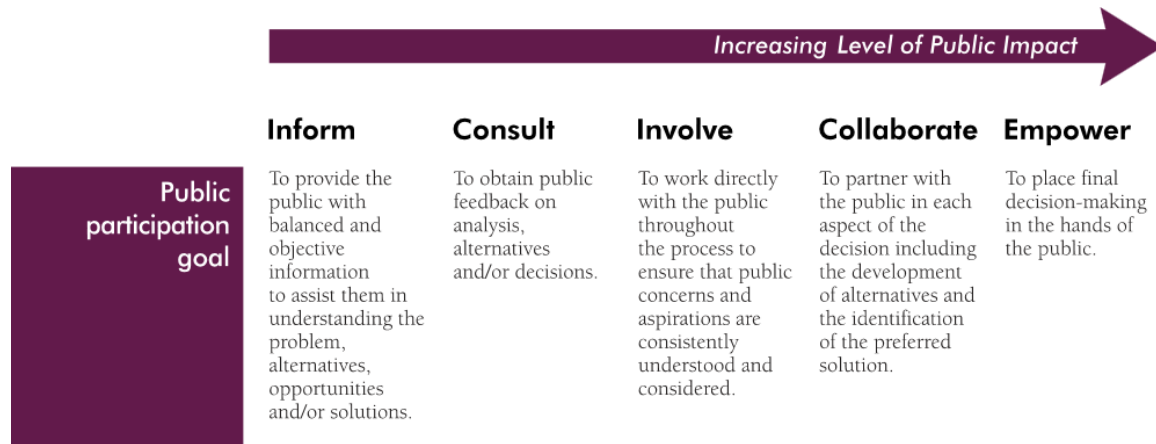 Increasing Level of Public Impact
Inform
Consult
Involve
Collaborate
Empower
Public
participation
goal
To provide the
public with
balanced and
objective
information
to assist them in
understanding the
problem,
alternatives,
opportunities
and/or solutions.
To obtain public
feedback on
analysis,
alternatives
and/or decisions.
To work directly
with the public
throughout
the process to
ensure that public
concerns and
aspirations are
consistently
understood and
considered.
To partner with
the public in each
aspect of the
decision including
the development
of alternatives and
the identification
of the preferred
solution.
To place final
decision-making
in the hands of
the public.